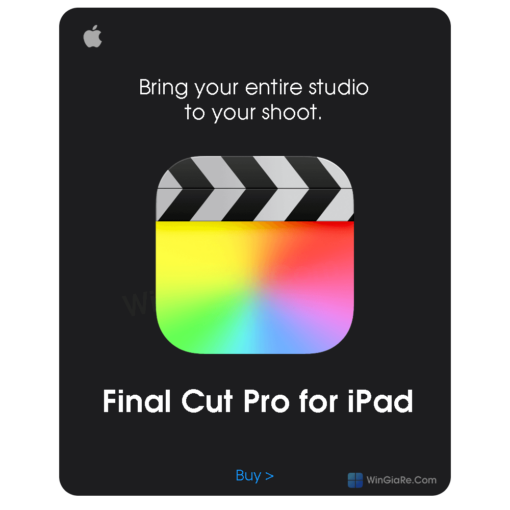 Bring your entire studio
to your shoot.
Final Cut Pro for iPad
Buy >
WinGiaRe.Com